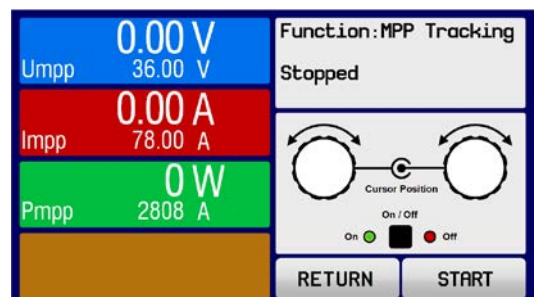 0.00 V
Umpp 36.00 V
0.00 A
Impp 78.00 A
0 W
Pmpp 2808 A
Function:MPP Tracking
Stopped
Cursor Position
On / Off
On Off
RETURN START